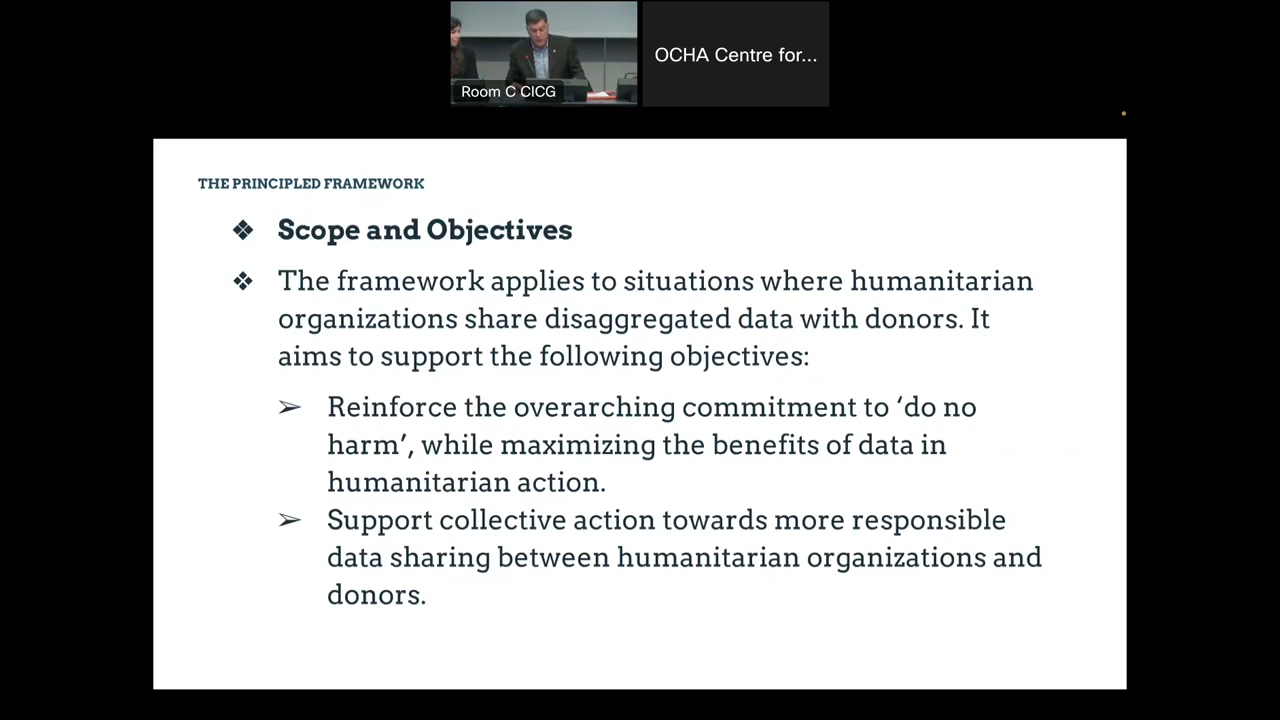 Room C CICG
OCHA Centre for...
THE PRINCIPLED FRAMEWORK
❖ Scope and Objectives
❖ The framework applies to situations where humanitarian
organizations share disaggregated data with donors. It
aims to support the following objectives:
➢ Reinforce the overarching commitment to ‘do no
harm’, while maximizing the benefits of data in
humanitarian action.
➢ Support collective action towards more responsible
data sharing between humanitarian organizations and
donors.